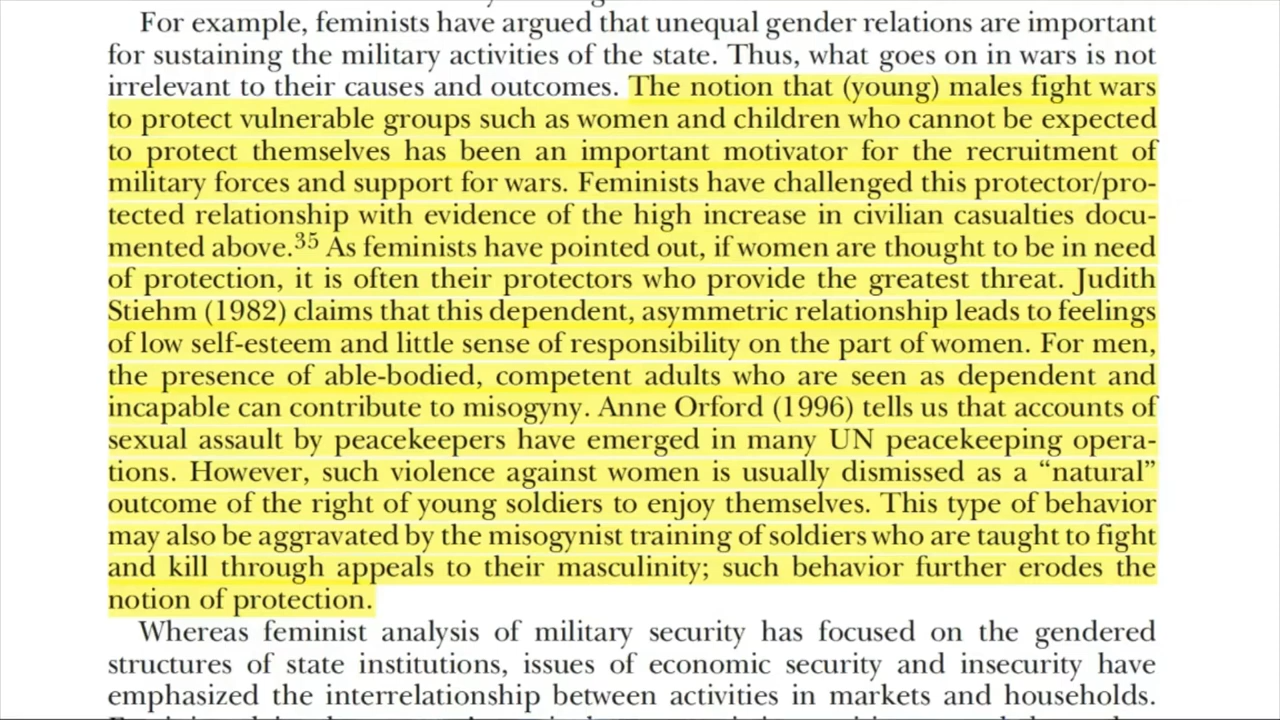 For example, feminists have argued that unequal gender relations are important
for sustaining the military activities of the state. Thus, what goes on in wars is not
irrelevant to their causes and outcomes. The notion that (young) males fight wars
to protect vulnerable groups such as women and children who cannot be expected
to protect themselves has been an important motivator for the recruitment of
military forces and support for wars. Feminists have challenged this protector/pro-
tected relationship with evidence of the high increase in civilian casualties docu-
mented above.35 As feminists have pointed out, if women are thought to be in need
of protection, it is often their protectors who provide the greatest threat. Judith
Stiehm (1982) claims that this dependent, asymmetric relationship leads to feelings
of low self-esteem and little sense of responsibility on the part of women. For men,
the presence of able-bodied, competent adults who are seen as dependent and
incapable can contribute to misogyny. Anne Orford (1996) tells us that accounts of
sexual assault by peacekeepers have emerged in many UN peacekeeping opera-
tions. However, such violence against women is usually dismissed as a “natural”
outcome of the right of young soldiers to enjoy themselves. This type of behavior
may also be aggravated by the misogynist training of soldiers who are taught to fight
and kill through appeals to their masculinity; such behavior further erodes the
notion of protection.
Whereas feminist analysis of military security has focused on the gendered
structures of state institutions, issues of economic security and insecurity have
emphasized the interrelationship between activities in markets and households.